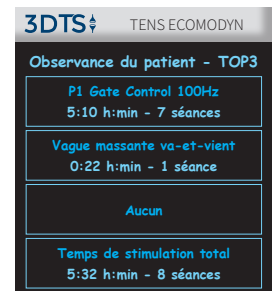 3DTS TENS ECOMODYN
Observance du patient - TOP3
P1 Gate Control 100Hz
5:10 h:min - 7 séances
Vague massante va-et-vient
0:22 h:min - 1 séance
Aucun
Temps de stimulation total
5:32 h:min - 8 séances